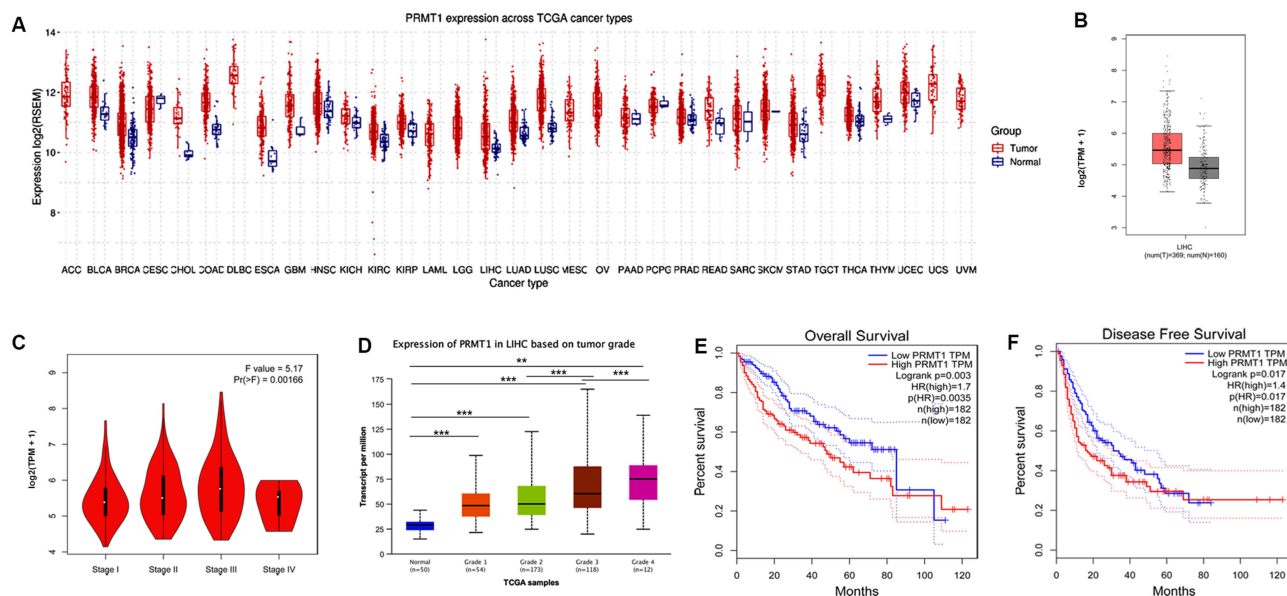 A
PRMT1 expression across TCGA cancer types
Expression log2(RSEM)
14
12
10
8
ACC BLCA BRCA CESC CHOL COAD DLBC ESCA GBM HNSC KICH KIRC KIRP LAML LGG LIHC LUAD LUSC MESO OV PAAD PCPG PRAD READ SARC SKCM STAD TGCT THCA THYM UCEC UCS UVM
Cancer type
Group
Tumor
Normal
B
log2(TPM + 1)
9
8
7
6
5
4
3
LIHC
(num(T)=369; num(N)=160)
C
F value = 5.17
Pr(>F) = 0.00166
log2(TPM + 1)
9
8
7
6
5
4
Stage I Stage II Stage III Stage IV
D
Expression of PRMT1 in LIHC based on tumor grade
Transcript per million
175
150
125
100
75
50
25
0
**
***
*** ***
***
***
Normal Grade 1 Grade 2 Grade 3 Grade 4
(n=50) (n=54) (n=173) (n=118) (n=12)
TCGA samples
E
Overall Survival
Low PRMT1 TPM
High PRMT1 TPM
Logrank p=0.003
HR(high)=1.7
p(HR)=0.0035
n(high)=182
n(low)=182
Percent survival
1.0
0.8
0.6
0.4
0.2
0.0
0 20 40 60 80 100 120
Months
F
Disease Free Survival
Low PRMT1 TPM
High PRMT1 TPM
Logrank p=0.017
HR(high)=1.4
p(HR)=0.017
n(high)=182
n(low)=182
Percent survival
1.0
0.8
0.6
0.4
0.2
0.0
0 20 40 60 80 100 120
Months